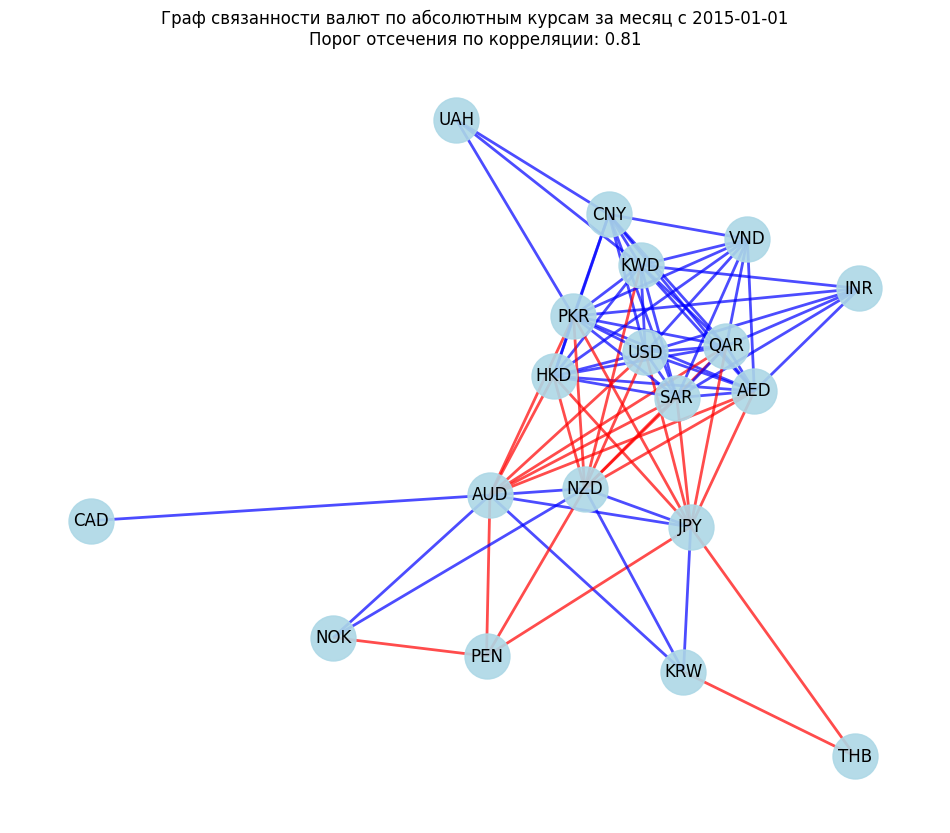 Граф связанности валют по абсолютным курсам за месяц с 2015-01-01
Порог отсечения по корреляции: 0.81
UAH
CNY
VND
KWD
INR
PKR
USD
QAR
HKD
SAR
AED
AUD
NZD
CAD
JPY
NOK
PEN
KRW
THB